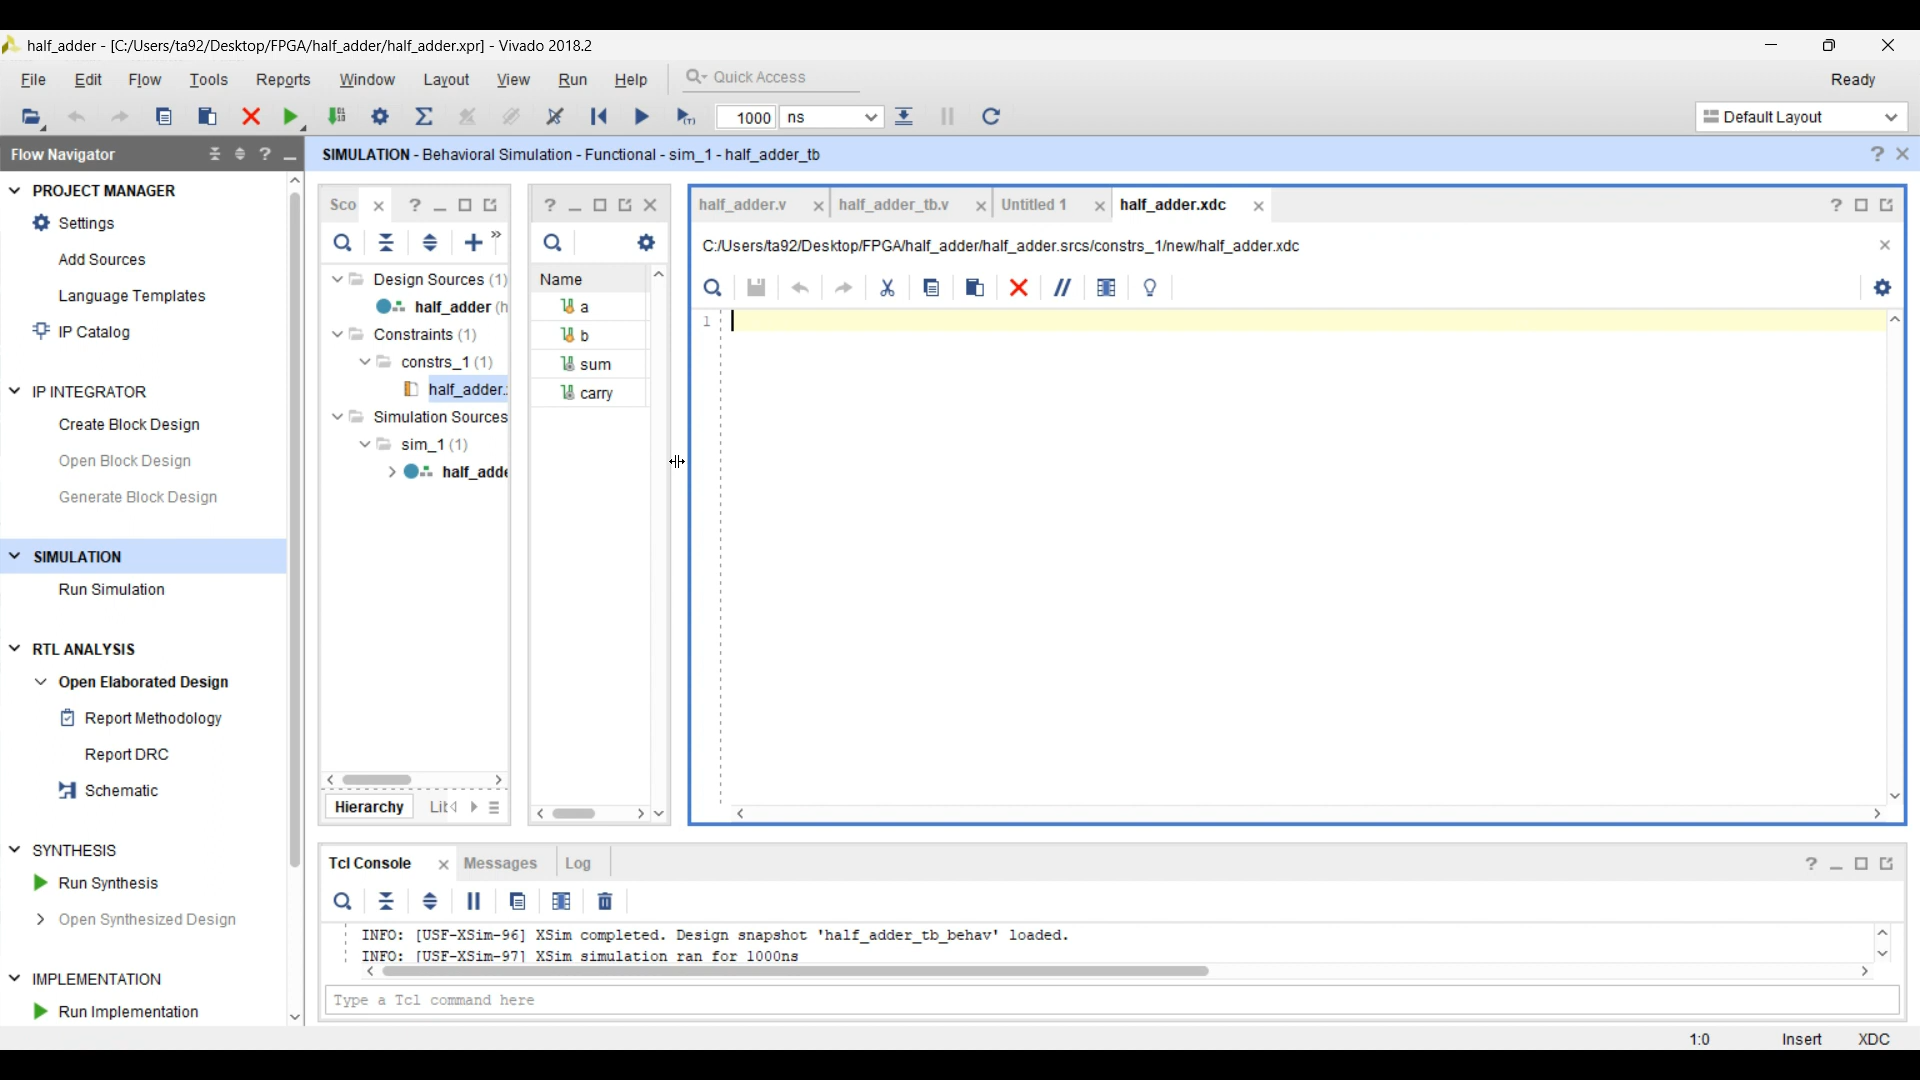 half_adder - [C:/Users/ta92/Desktop/FPGA/half_adder/half_adder.xpr] - Vivado 2018.2
File Edit Flow Tools Reports Window Layout View Run Help Quick Access Ready
1000 ns Default Layout
Flow Navigator
SIMULATION - Behavioral Simulation - Functional - sim_1 - half_adder_tb
PROJECT MANAGER
Settings
Add Sources
Language Templates
IP Catalog
IP INTEGRATOR
Create Block Design
Open Block Design
Generate Block Design
SIMULATION
Run Simulation
RTL ANALYSIS
Open Elaborated Design
Report Methodology
Report DRC
Schematic
SYNTHESIS
Run Synthesis
Open Synthesized Design
IMPLEMENTATION
Run Implementation
Sco
Design Sources (1)
half_adder (h
Constraints (1)
constrs_1 (1)
half_adder.
Simulation Sources
sim_1 (1)
half_adde
Hierarchy Lit
Name
a
b
sum
carry
half_adder.v half_adder_tb.v Untitled 1 half_adder.xdc
C:/Users/ta92/Desktop/FPGA/half_adder/half_adder.srcs/constrs_1/new/half_adder.xdc
1
Tcl Console Messages Log
INFO: [USF-XSim-96] XSim completed. Design snapshot 'half_adder_tb_behav' loaded.
INFO: [USF-XSim-97] XSim simulation ran for 1000ns
Type a Tcl command here
1:0 Insert XDC